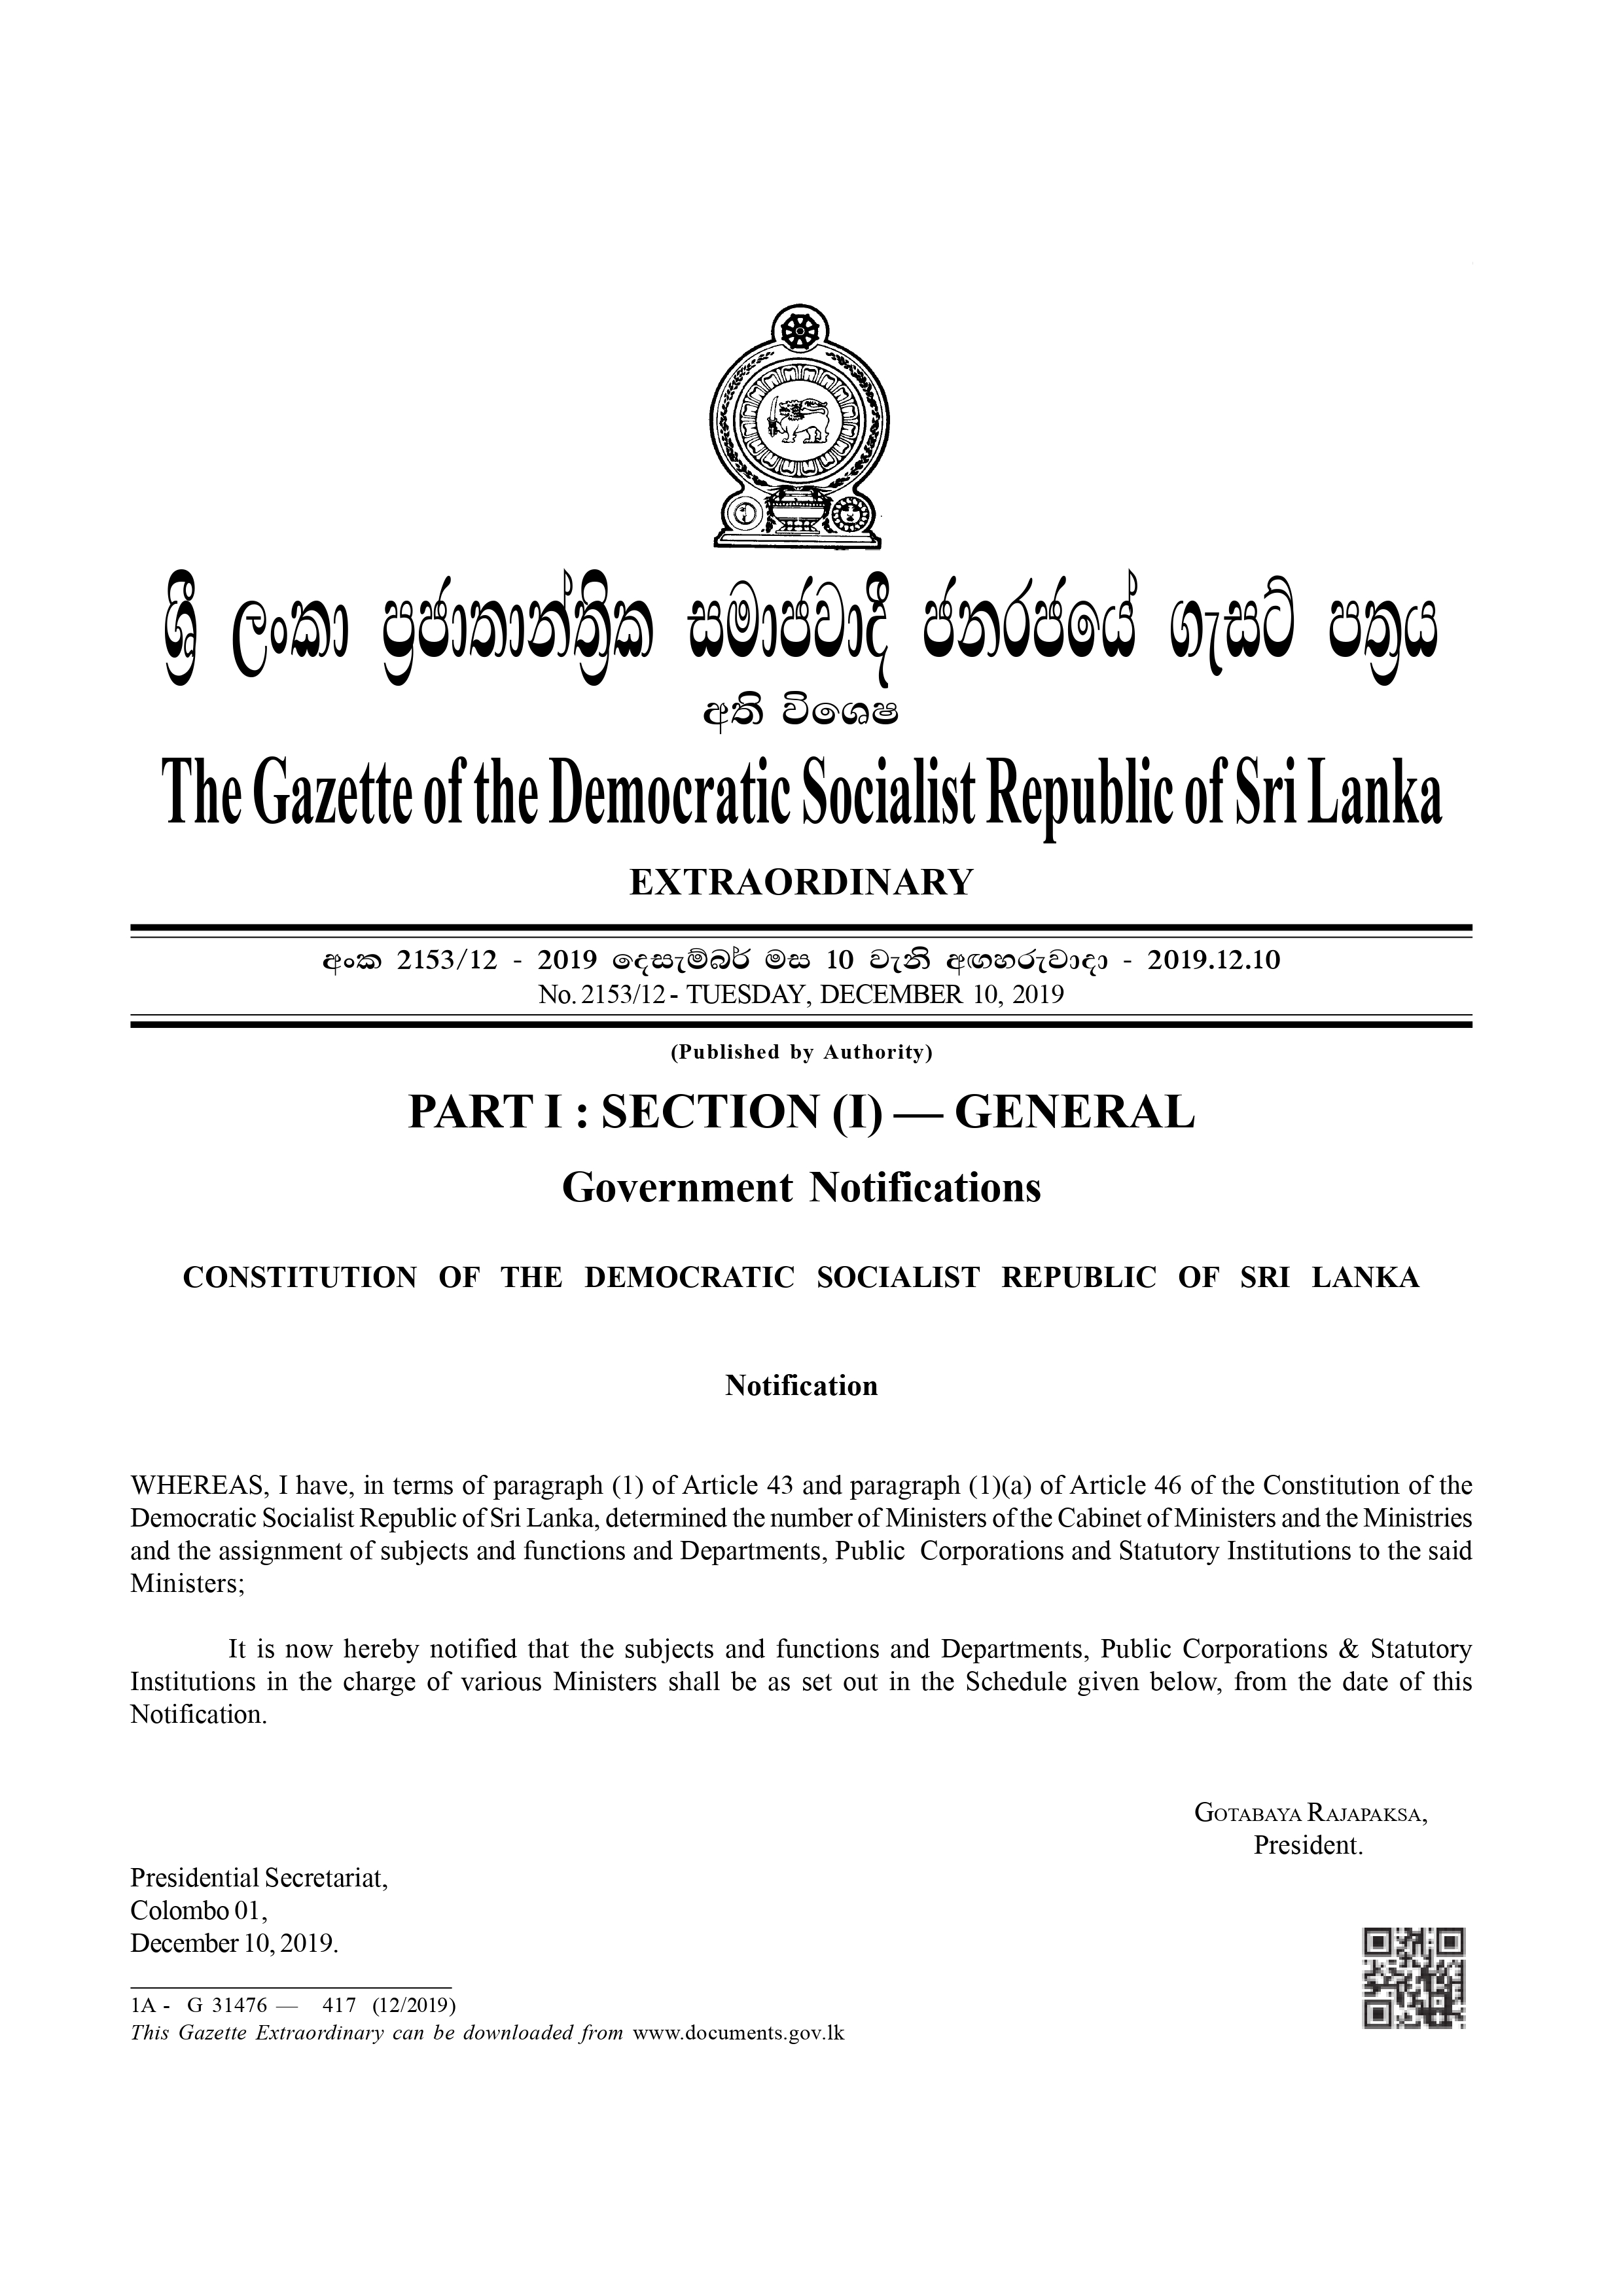 ශ්‍රී ලංකා ප්‍රජාතාන්ත්‍රික සමාජවාදී ජනරජයේ ගැසට් පත්‍රය
අති විශෙෂ
The Gazette of the Democratic Socialist Republic of Sri Lanka
EXTRAORDINARY
අංක 2153/12 - 2019 දෙසැම්බර් මස 10 වැනි අඟහරුවාදා - 2019.12.10
No. 2153/12 - TUESDAY, DECEMBER 10, 2019
(Published by Authority)
PART I : SECTION (I) — GENERAL
Government Notifications
CONSTITUTION OF THE DEMOCRATIC SOCIALIST REPUBLIC OF SRI LANKA
Notification
WHEREAS, I have, in terms of paragraph (1) of Article 43 and paragraph (1)(a) of Article 46 of the Constitution of the
Democratic Socialist Republic of Sri Lanka, determined the number of Ministers of the Cabinet of Ministers and the Ministries
and the assignment of subjects and functions and Departments, Public Corporations and Statutory Institutions to the said
Ministers;
It is now hereby notified that the subjects and functions and Departments, Public Corporations & Statutory
Institutions in the charge of various Ministers shall be as set out in the Schedule given below, from the date of this
Notification.
GOTABAYA RAJAPAKSA,
President.
Presidential Secretariat,
Colombo 01,
December 10, 2019.
1A - G 31476 — 417 (12/2019)
This Gazette Extraordinary can be downloaded from www.documents.gov.lk